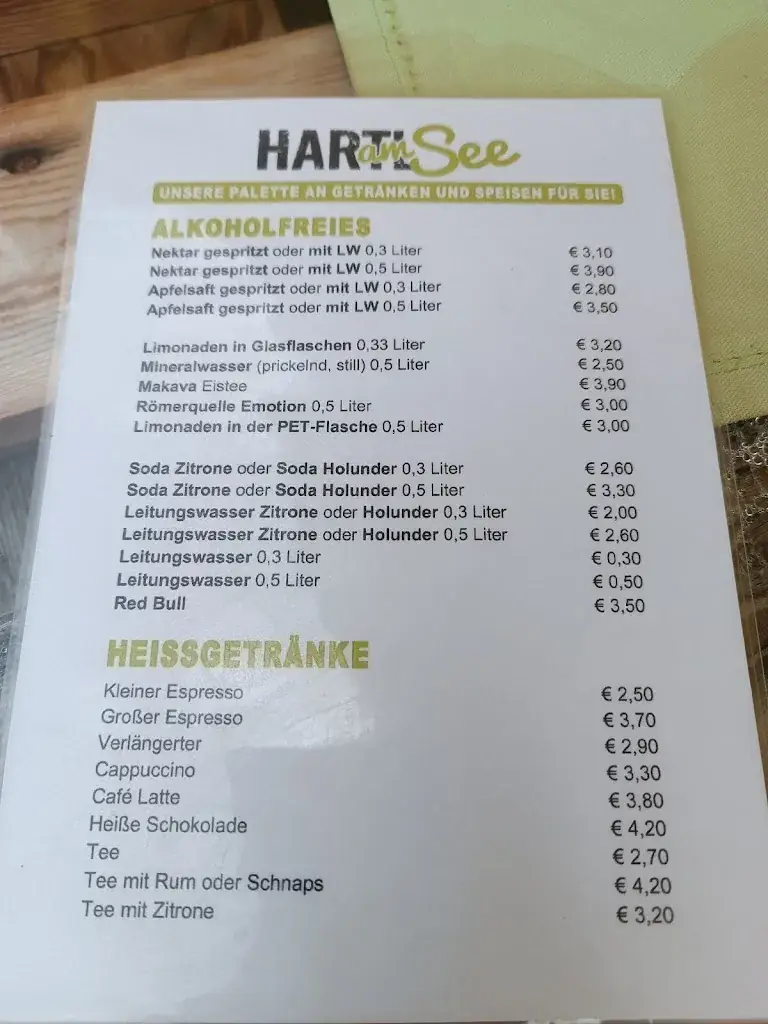 HARTL am See
UNSERE PALETTE AN GETRÄNKEN UND SPEISEN FÜR SIE!
ALKOHOLFREIES
Nektar gespritzt oder mit LW 0,3 Liter € 3,10
Nektar gespritzt oder mit LW 0,5 Liter € 3,90
Apfelsaft gespritzt oder mit LW 0,3 Liter € 2,80
Apfelsaft gespritzt oder mit LW 0,5 Liter € 3,50
Limonaden in Glasflaschen 0,33 Liter € 3,20
Mineralwasser (prickelnd, still) 0,5 Liter € 2,50
Makava Eistee € 3,90
Römerquelle Emotion 0,5 Liter € 3,00
Limonaden in der PET-Flasche 0,5 Liter € 3,00
Soda Zitrone oder Soda Holunder 0,3 Liter € 2,60
Soda Zitrone oder Soda Holunder 0,5 Liter € 3,30
Leitungswasser Zitrone oder Holunder 0,3 Liter € 2,00
Leitungswasser Zitrone oder Holunder 0,5 Liter € 2,60
Leitungswasser 0,3 Liter € 0,30
Leitungswasser 0,5 Liter € 0,50
Red Bull € 3,50
HEISSGETRÄNKE
Kleiner Espresso € 2,50
Großer Espresso € 3,70
Verlängerter € 2,90
Cappuccino € 3,30
Café Latte € 3,80
Heiße Schokolade € 4,20
Tee € 2,70
Tee mit Rum oder Schnaps € 4,20
Tee mit Zitrone € 3,20